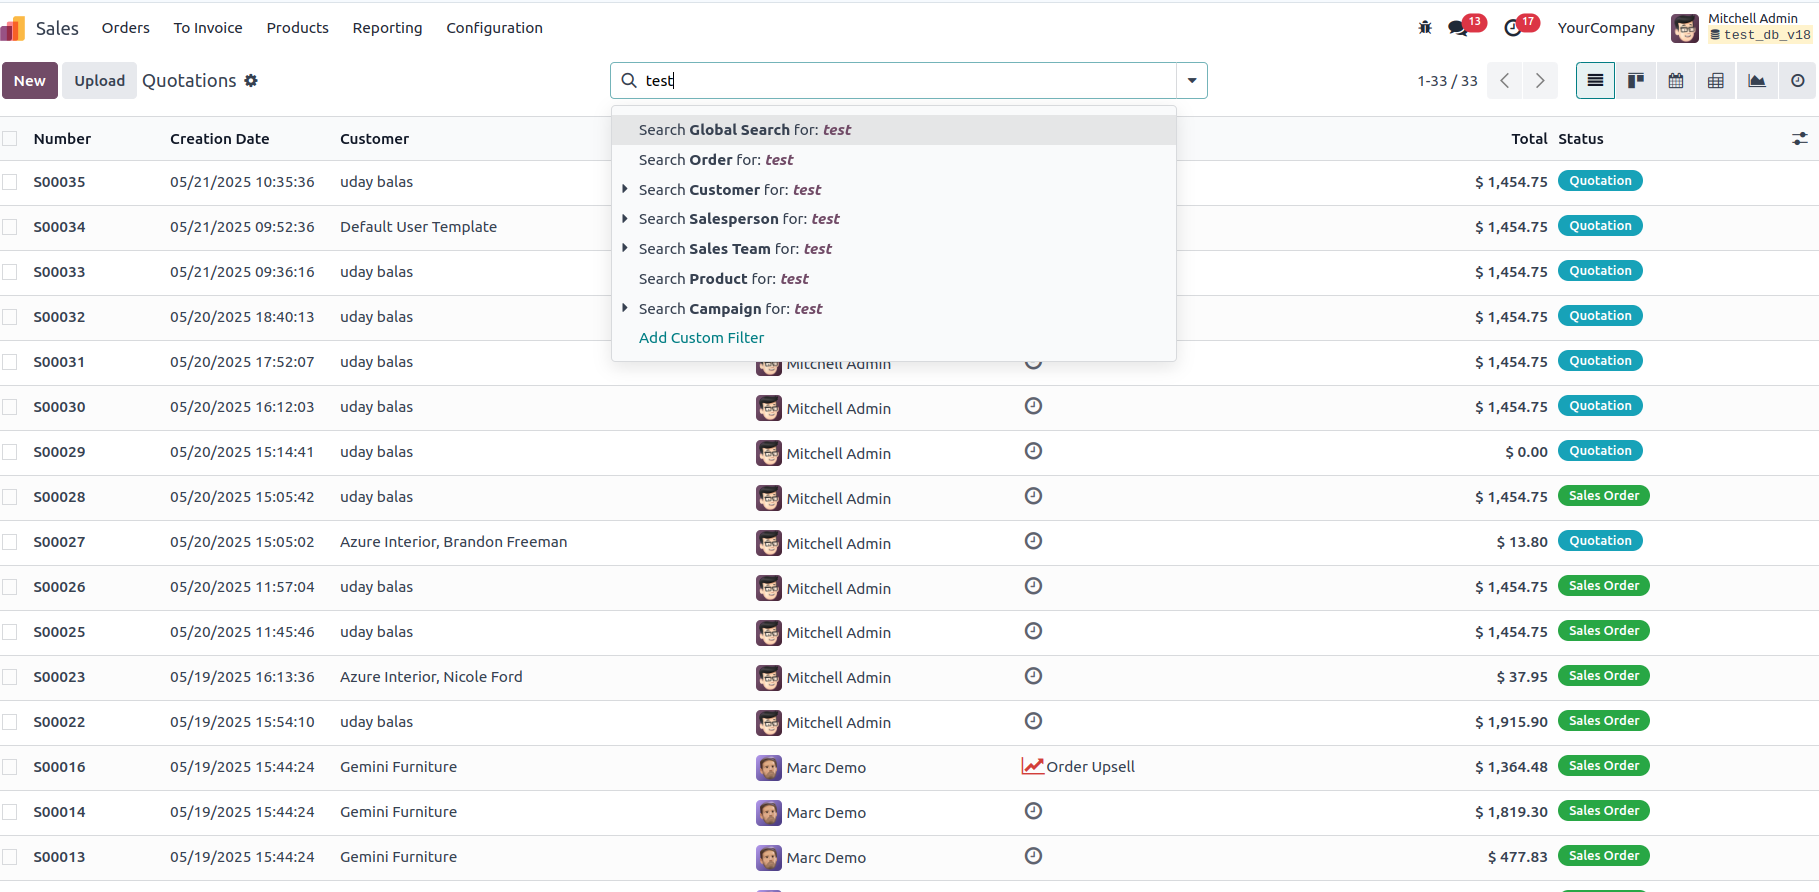 Sales Orders To Invoice Products Reporting Configuration 13 17 YourCompany Mitchell Admin
test_db_v18
New Upload Quotations test 1-33 / 33
Search Global Search for: test
Search Order for: test
Search Customer for: test
Search Salesperson for: test
Search Sales Team for: test
Search Product for: test
Search Campaign for: test
Add Custom Filter
Number Creation Date Customer Total Status
S00035 05/21/2025 10:35:36 uday balas $ 1,454.75 Quotation
S00034 05/21/2025 09:52:36 Default User Template $ 1,454.75 Quotation
S00033 05/21/2025 09:36:16 uday balas $ 1,454.75 Quotation
S00032 05/20/2025 18:40:13 uday balas $ 1,454.75 Quotation
S00031 05/20/2025 17:52:07 uday balas Mitchell Admin $ 1,454.75 Quotation
S00030 05/20/2025 16:12:03 uday balas Mitchell Admin $ 1,454.75 Quotation
S00029 05/20/2025 15:14:41 uday balas Mitchell Admin $ 0.00 Quotation
S00028 05/20/2025 15:05:42 uday balas Mitchell Admin $ 1,454.75 Sales Order
S00027 05/20/2025 15:05:02 Azure Interior, Brandon Freeman Mitchell Admin $ 13.80 Quotation
S00026 05/20/2025 11:57:04 uday balas Mitchell Admin $ 1,454.75 Sales Order
S00025 05/20/2025 11:45:46 uday balas Mitchell Admin $ 1,454.75 Sales Order
S00023 05/19/2025 16:13:36 Azure Interior, Nicole Ford Mitchell Admin $ 37.95 Sales Order
S00022 05/19/2025 15:54:10 uday balas Mitchell Admin $ 1,915.90 Sales Order
S00016 05/19/2025 15:44:24 Gemini Furniture Marc Demo Order Upsell $ 1,364.48 Sales Order
S00014 05/19/2025 15:44:24 Gemini Furniture Marc Demo $ 1,819.30 Sales Order
S00013 05/19/2025 15:44:24 Gemini Furniture Marc Demo $ 477.83 Sales Order